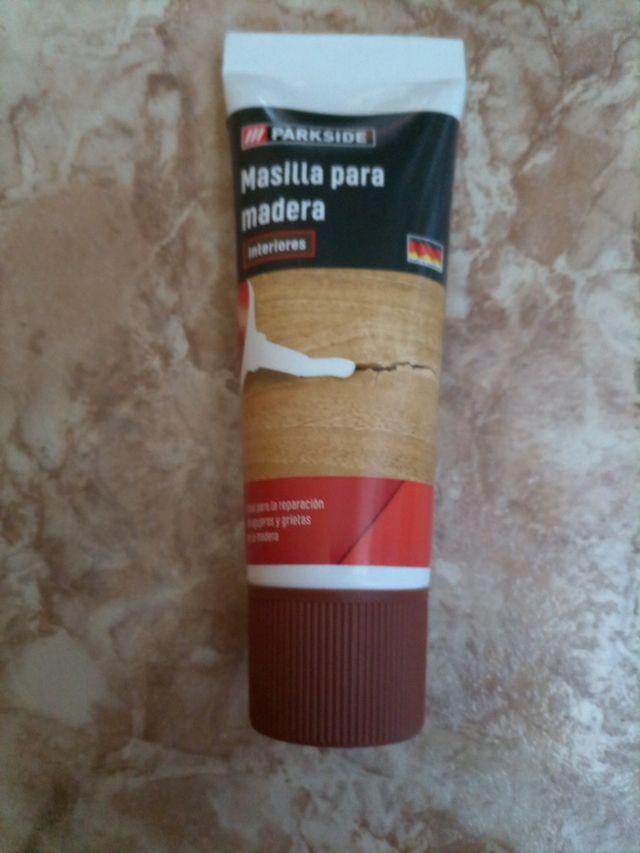 PARKSIDE
Masilla para
madera
Interiores
para la reparación
agujeros y grietas
madera